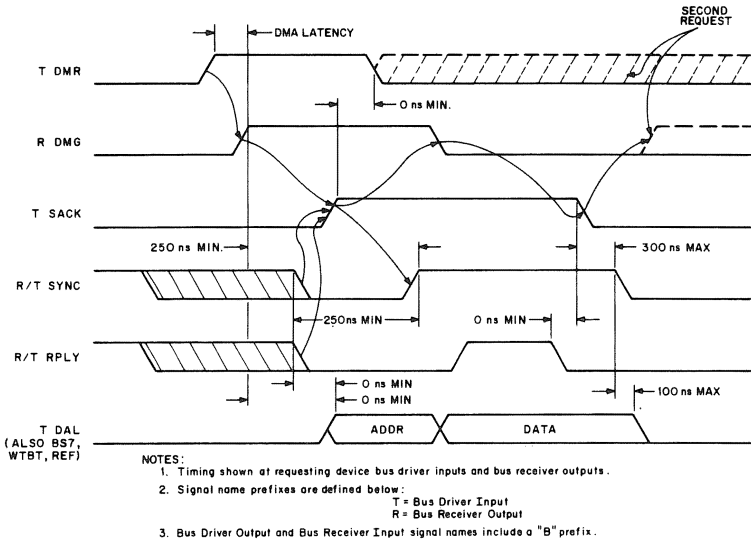 SECOND
REQUEST
DMA LATENCY
T DMR
0 ns MIN.
R DMG
T SACK
250 ns MIN.
300 ns MAX
R/T SYNC
250ns MIN
0 ns MIN
R/T RPLY
0 ns MIN
100 ns MAX
0 ns MIN
T DAL
(ALSO BS7,
WTBT, REF)
ADDR
DATA
NOTES:
1. Timing shown at requesting device bus driver inputs and bus receiver outputs.
2. Signal name prefixes are defined below:
T = Bus Driver Input
R = Bus Receiver Output
3. Bus Driver Output and Bus Receiver Input signal names include a "B" prefix.